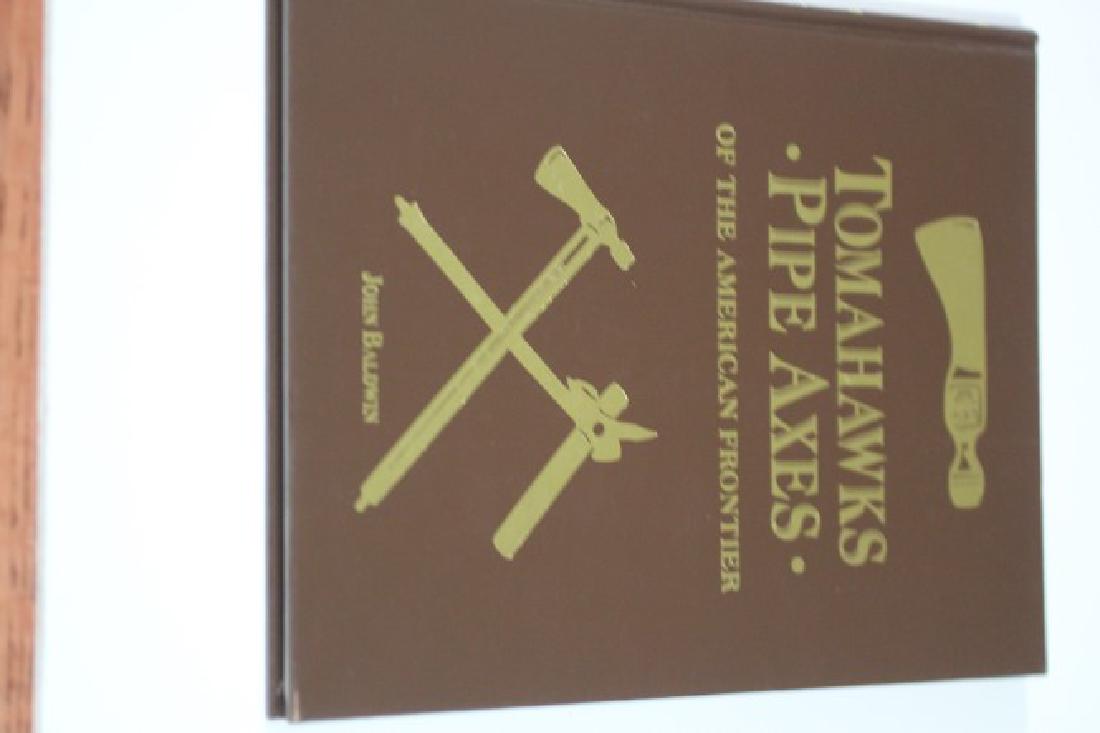 TOMAHAWKS
• PIPE AXES •
OF THE AMERICAN FRONTIER
JOHN BALDWIN